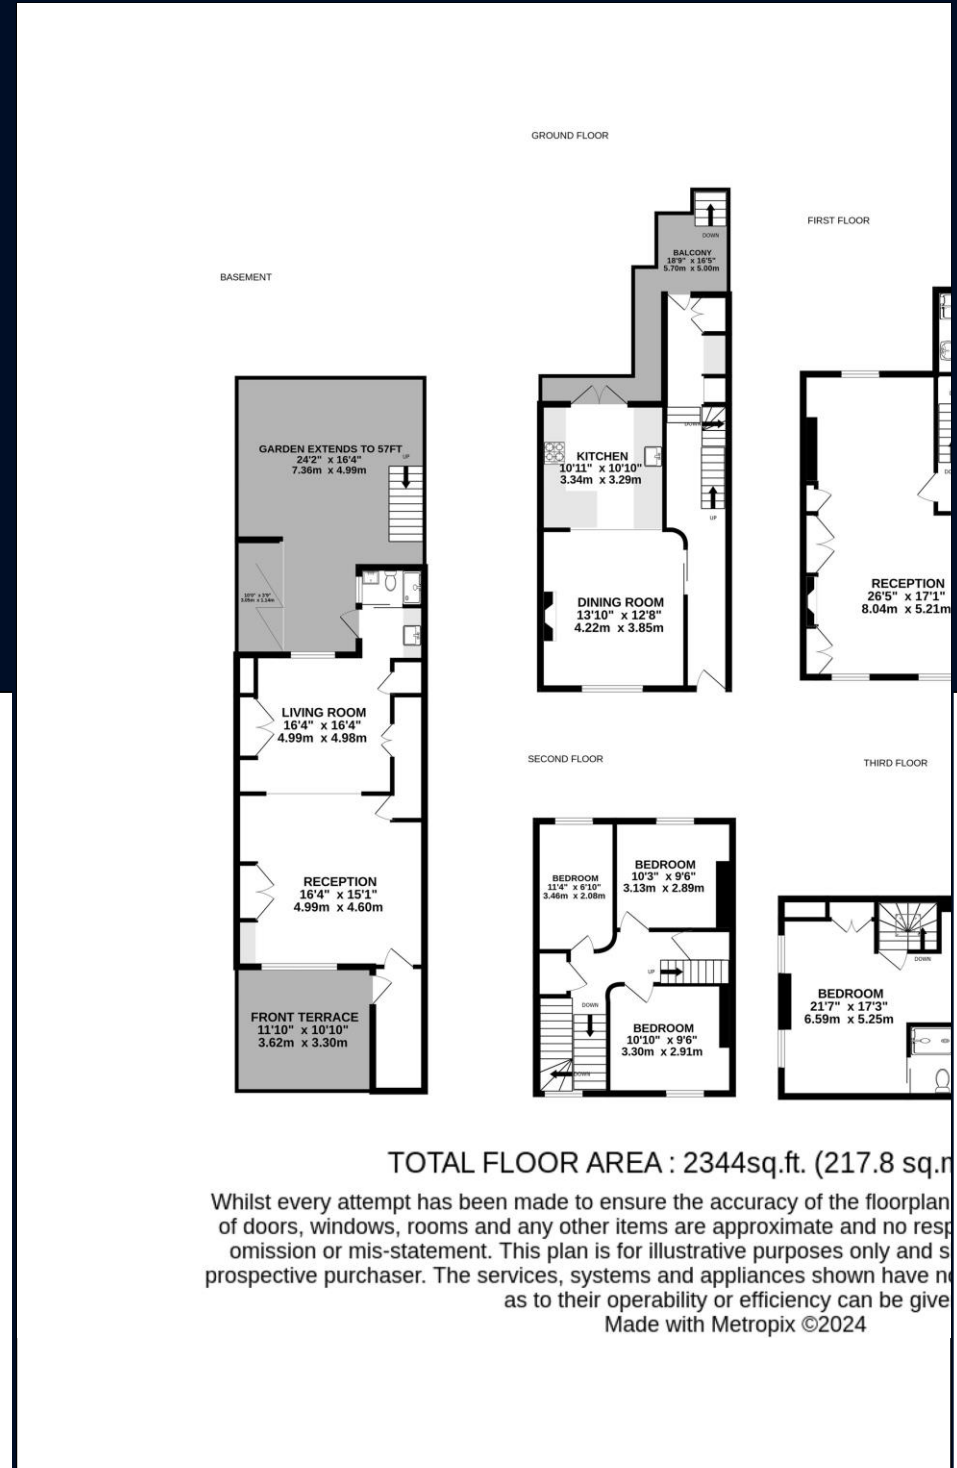 GROUND FLOOR
FIRST FLOOR
BASEMENT
DOWN
BALCONY
18'9" x 16'5"
5.70m x 5.00m
GARDEN EXTENDS TO 57FT
24'2" x 16'4"
7.36m x 4.99m
UP
DOWN
KITCHEN
10'11" x 10'10"
3.34m x 3.29m
UP
DINING ROOM
13'10" x 12'8"
4.22m x 3.85m
RECEPTION
26'5" x 17'1"
8.04m x 5.21m
LIVING ROOM
16'4" x 16'4"
4.99m x 4.98m
RECEPTION
16'4" x 15'1"
4.99m x 4.60m
FRONT TERRACE
11'10" x 10'10"
3.62m x 3.30m
SECOND FLOOR
THIRD FLOOR
BEDROOM
11'4" x 6'10"
3.46m x 2.08m
BEDROOM
10'3" x 9'6"
3.13m x 2.89m
UP
DOWN
BEDROOM
10'10" x 9'6"
3.30m x 2.91m
DOWN
DOWN
BEDROOM
21'7" x 17'3"
6.59m x 5.25m
TOTAL FLOOR AREA : 2344sq.ft. (217.8 sq.m
Whilst every attempt has been made to ensure the accuracy of the floorplan
of doors, windows, rooms and any other items are approximate and no resp
omission or mis-statement. This plan is for illustrative purposes only and s
prospective purchaser. The services, systems and appliances shown have no
as to their operability or efficiency can be give
Made with Metropix ©2024